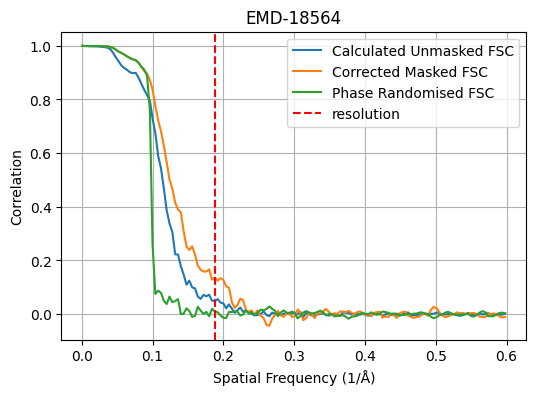 EMD-18564
Calculated Unmasked FSC
Corrected Masked FSC
Phase Randomised FSC
resolution
Correlation
1.0
0.8
0.6
0.4
0.2
0.0
0.0 0.1 0.2 0.3 0.4 0.5 0.6
Spatial Frequency (1/Å)